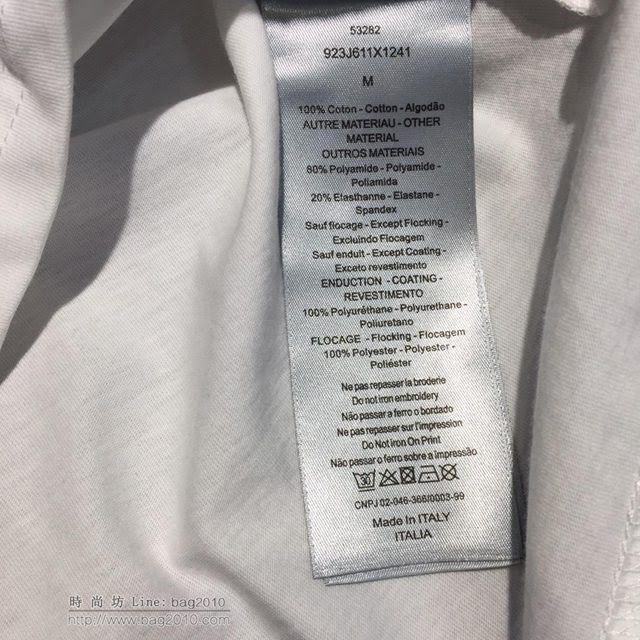 53282
923J611X1241
M
100% Coton - Cotton - Algodão
AUTRE MATERIAU - OTHER
MATERIAL
OUTROS MATERIAIS
80% Polyamide - Polyamide -
Poliamida
20% Elasthanne - Elastane -
Spandex
Sauf flocage - Except Flocking -
Excluindo Flocagem
Sauf enduit - Except Coating -
Exceto revestimento
ENDUCTION - COATING -
REVESTIMENTO
100% Polyuréthane - Polyurethane -
Poliuretano
FLOCAGE - Flocking - Flocagem
100% Polyester - Polyester -
Poliéster
Ne pas repasser la broderie
Do not iron embroidery
Não passar a ferro o bordado
Ne pas repasser sur l'impression
Do Not Iron On Print
Não passar o ferro sobre a impressão
30
CNPJ 02-046-366/0003-99
Made In ITALY
ITALIA
時尚坊 Line: bag2010
http://www.bag2010.com